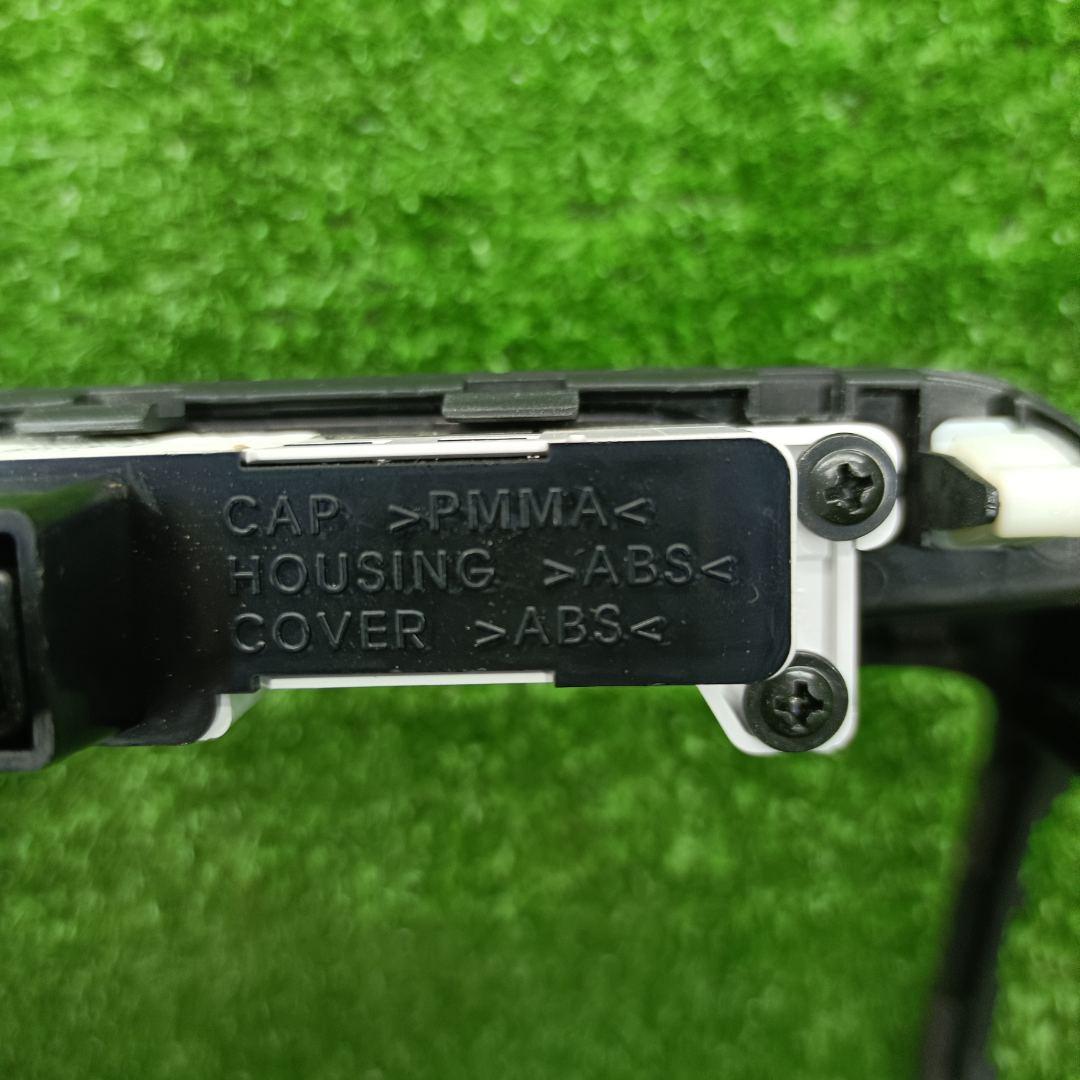 CAP >PMMA<
HOUSING >ABS<
COVER >ABS<